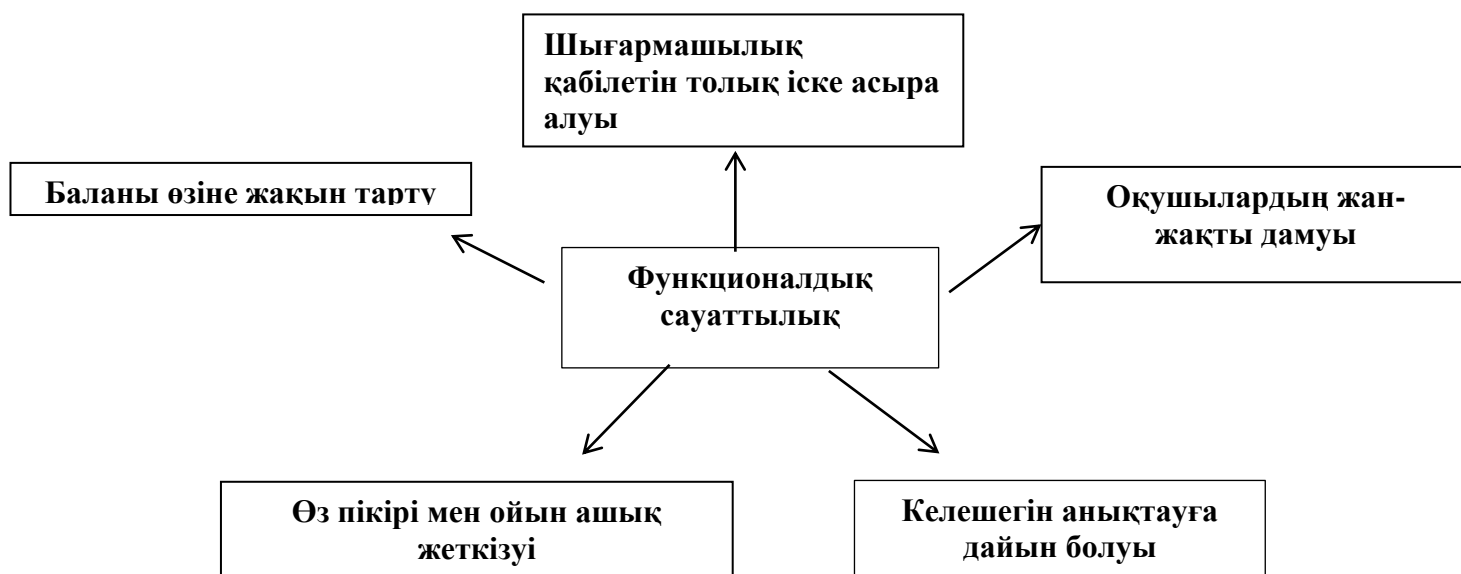 Шығармашылық
қабілетін толық іске асыра
алуы
Баланы өзіне жақын тарту
Оқушылардың жан-
жақты дамуы
Функционалдық
сауаттылық
Өз пікірі мен ойын ашық
жеткізуі
Келешегін анықтауға
дайын болуы